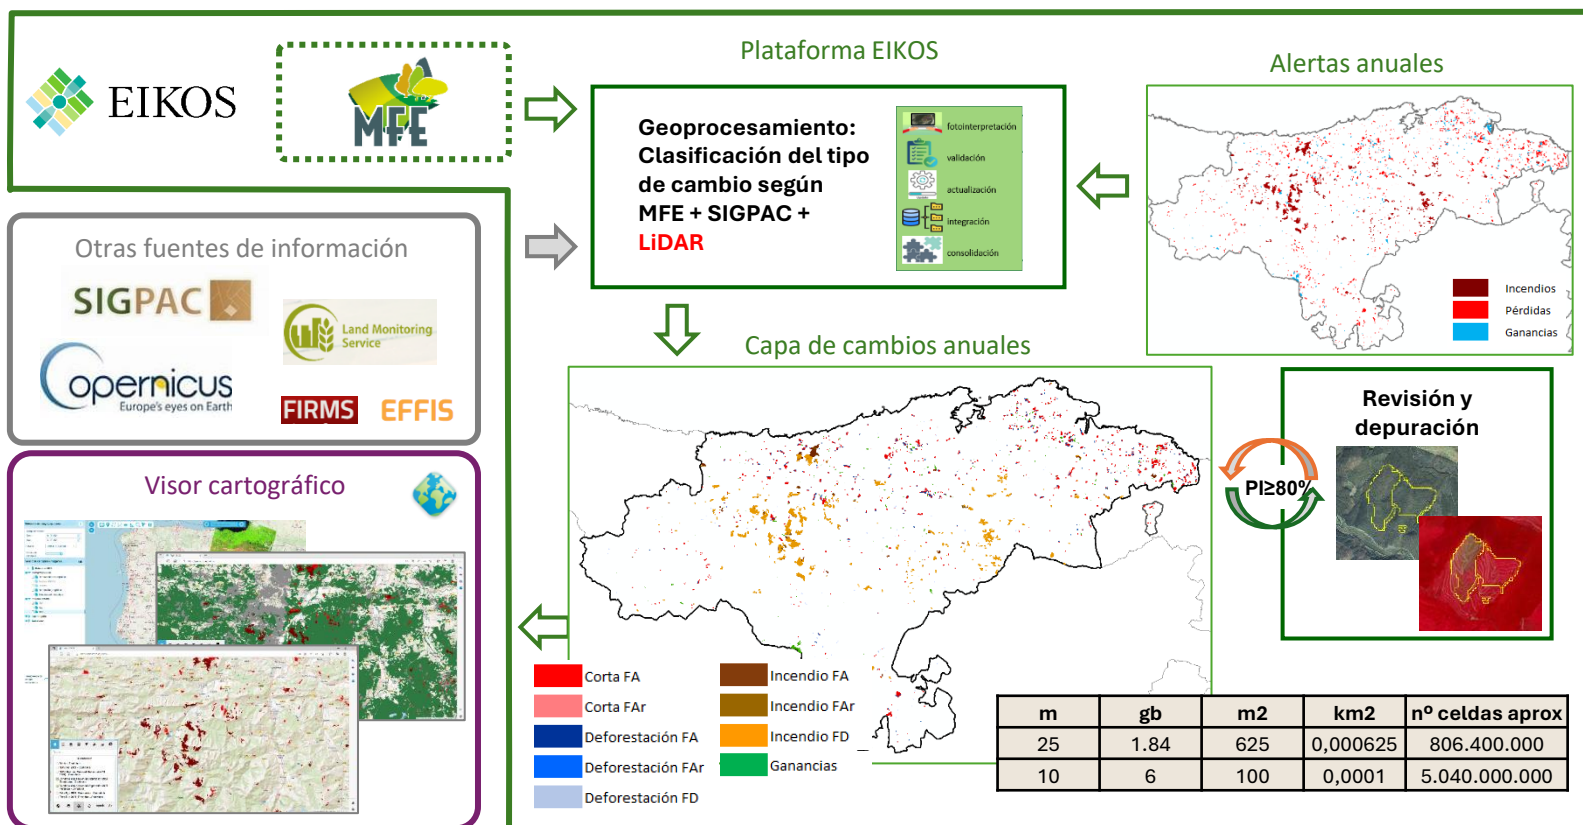 EIKOS
MFE
Plataforma EIKOS
Geoprocesamiento:
Clasificación del tipo
de cambio según
MFE + SIGPAC +
LiDAR
fotointerpretación
validación
actualización
integración
consolidación
Alertas anuales
Incendios
Pérdidas
Ganancias
Otras fuentes de información
SIGPAC
Land Monitoring
Service
opernicus
Europe's eyes on Earth
FIRMS
EFFIS
Visor cartográfico
Capa de cambios anuales
Corta FA
Corta FAr
Deforestación FA
Deforestación FAr
Deforestación FD
Incendio FA
Incendio FAr
Incendio FD
Ganancias
Revisión y
depuración
PI≥80%
m gb m2 km2 nº celdas aprox
25 1.84 625 0,000625 806.400.000
10 6 100 0,0001 5.040.000.000